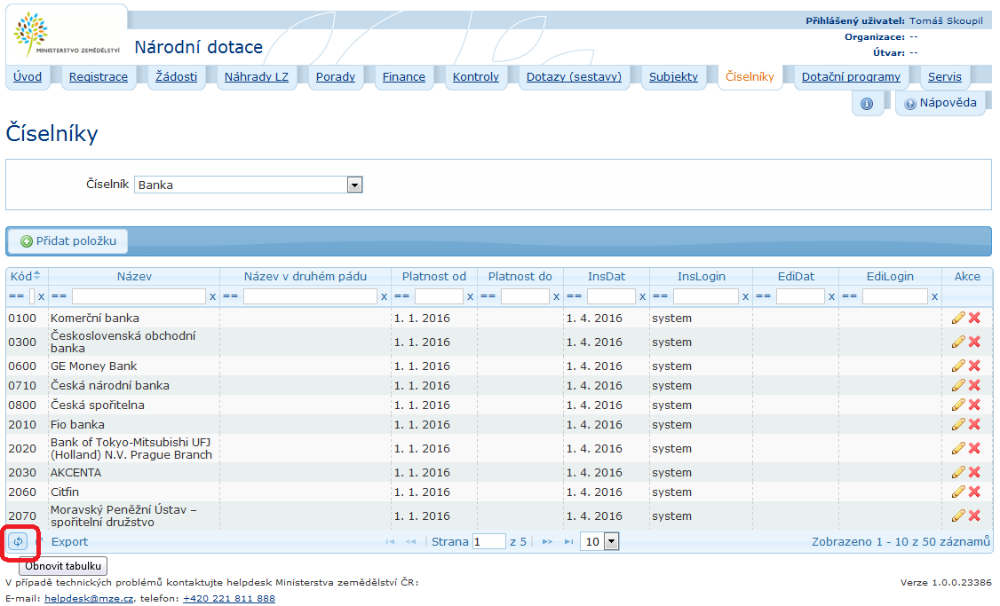 Přihlášený uživatel: Tomáš Skoupil
MINISTERSTVO ZEMĚDĚLSTVÍ
Národní dotace
Organizace: --
Útvar: --
Úvod Registrace Žádosti Náhrady LZ Porady Finance Kontroly Dotazy (sestavy) Subjekty Číselníky Dotační programy Servis
Nápověda
Číselníky
Číselník Banka
Přidat položku
Kód Název Název v druhém pádu Platnost od Platnost do InsDat InsLogin EdiDat EdiLogin Akce
== x == x == x == x == x == x == x == x == x
0100 Komerční banka 1. 1. 2016 1. 4. 2016 system
0300 Československá obchodní banka 1. 1. 2016 1. 4. 2016 system
0600 GE Money Bank 1. 1. 2016 1. 4. 2016 system
0710 Česká národní banka 1. 1. 2016 1. 4. 2016 system
0800 Česká spořitelna 1. 1. 2016 1. 4. 2016 system
2010 Fio banka 1. 1. 2016 1. 4. 2016 system
2020 Bank of Tokyo-Mitsubishi UFJ (Holland) N.V. Prague Branch 1. 1. 2016 1. 4. 2016 system
2030 AKCENTA 1. 1. 2016 1. 4. 2016 system
2060 Citfin 1. 1. 2016 1. 4. 2016 system
2070 Moravský Peněžní Ústav – spořitelní družstvo 1. 1. 2016 1. 4. 2016 system
Export Strana 1 z 5 10 Zobrazeno 1 - 10 z 50 záznamů
Obnovit tabulku
V případě technických problémů kontaktujte helpdesk Ministerstva zemědělství ČR: Verze 1.0.0.23386
E-mail: helpdesk@mze.cz, telefon: +420 221 811 888